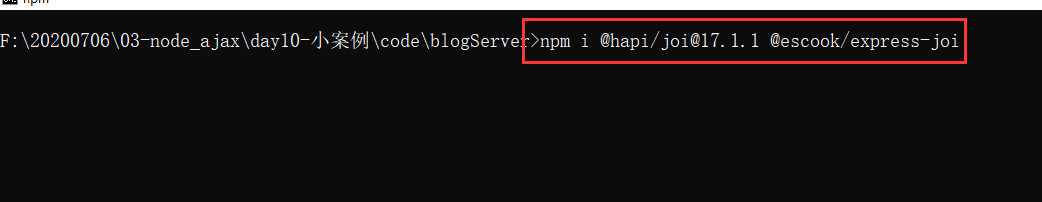 npm
F:\20200706\03-node_ajax\day10-小案例\code\blogServer>npm i @hapi/joi@17.1.1 @escook/express-joi